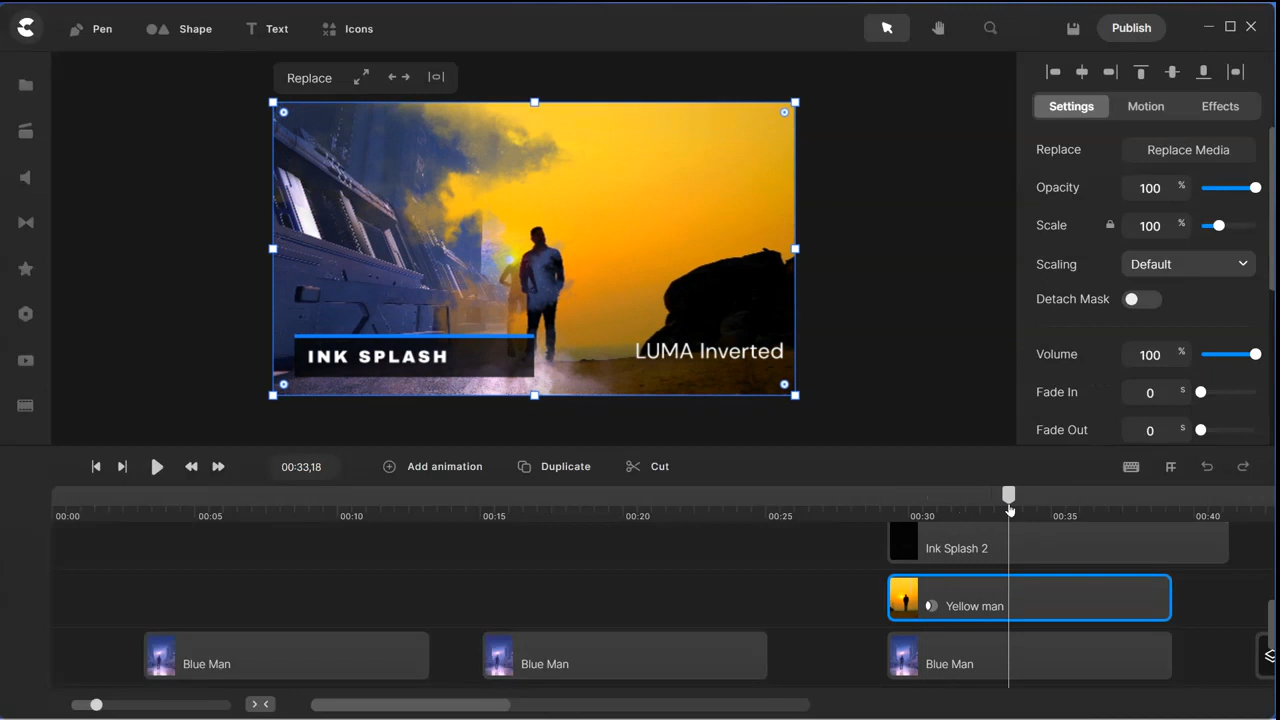 Pen Shape Text Icons Publish
Replace
Settings Motion Effects
Replace Replace Media
Opacity 100 %
Scale 100 %
Scaling Default
Detach Mask
Volume 100 %
Fade In 0 s
Fade Out 0 s
INK SPLASH
LUMA Inverted
00:33,18 Add animation Duplicate Cut
00:00 00:05 00:10 00:15 00:20 00:25 00:30 00:35 00:40
Ink Splash 2
Yellow man
Blue Man Blue Man Blue Man